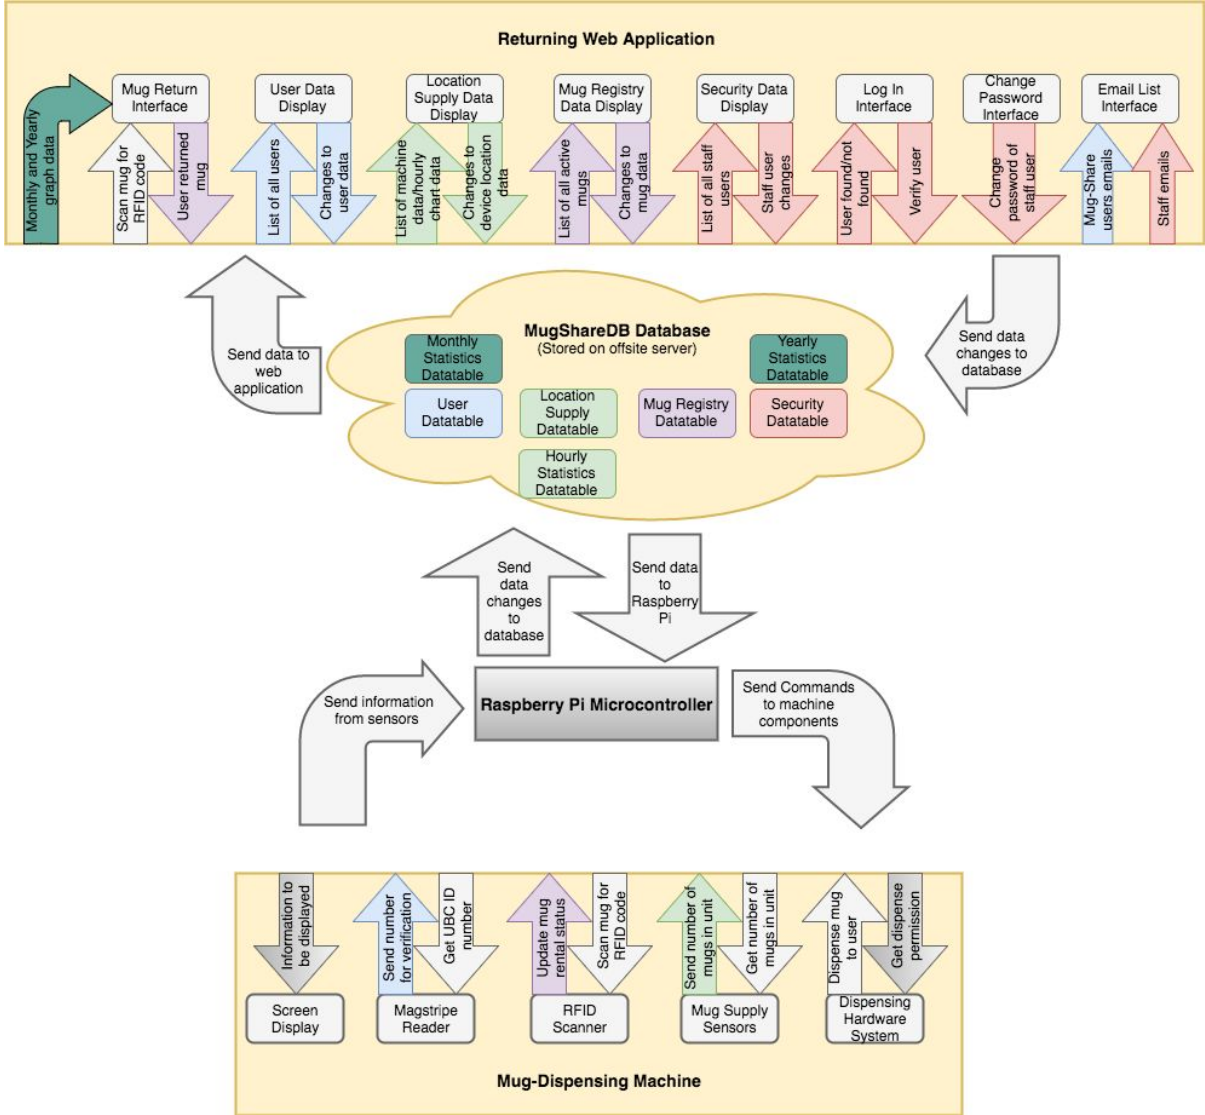 Returning Web Application
Mug Return
Interface
User Data
Display
Location
Supply Data
Display
Mug Registry
Data Display
Security Data
Display
Log In
Interface
Change
Password
Interface
Email List
Interface
Monthly and Yearly
graph data
Scan mug for
RFID code
User returned
mug
List of all users
Changes to
user data
List of machine
data/hourly
chart data
Changes to
device location
data
List of all active
mugs
Changes to
mug data
List of all staff
users
Staff user
changes
User found/not
found
Verify user
Change
password of
staff user
Mug-Share
users emails
Staff emails
Send data to
web
application
MugShareDB Database
(Stored on offsite server)
Monthly
Statistics
Datatable
Yearly
Statistics
Datatable
User
Datatable
Location
Supply
Datatable
Mug Registry
Datatable
Security
Datatable
Hourly
Statistics
Datatable
Send data
changes to
database
Send
data
changes
to
database
Send data
to
Raspberry
Pi
Send information
from sensors
Raspberry Pi Microcontroller
Send Commands
to machine
components
Information to
be displayed
Send number
for verification
Get UBC ID
number
Update mug
rental status
Scan mug for
RFID code
Send number of
mugs in unit
Get number of
mugs in unit
Dispense mug
to user
Get dispense
permission
Screen
Display
Magstripe
Reader
RFID
Scanner
Mug Supply
Sensors
Dispensing
Hardware
System
Mug-Dispensing Machine